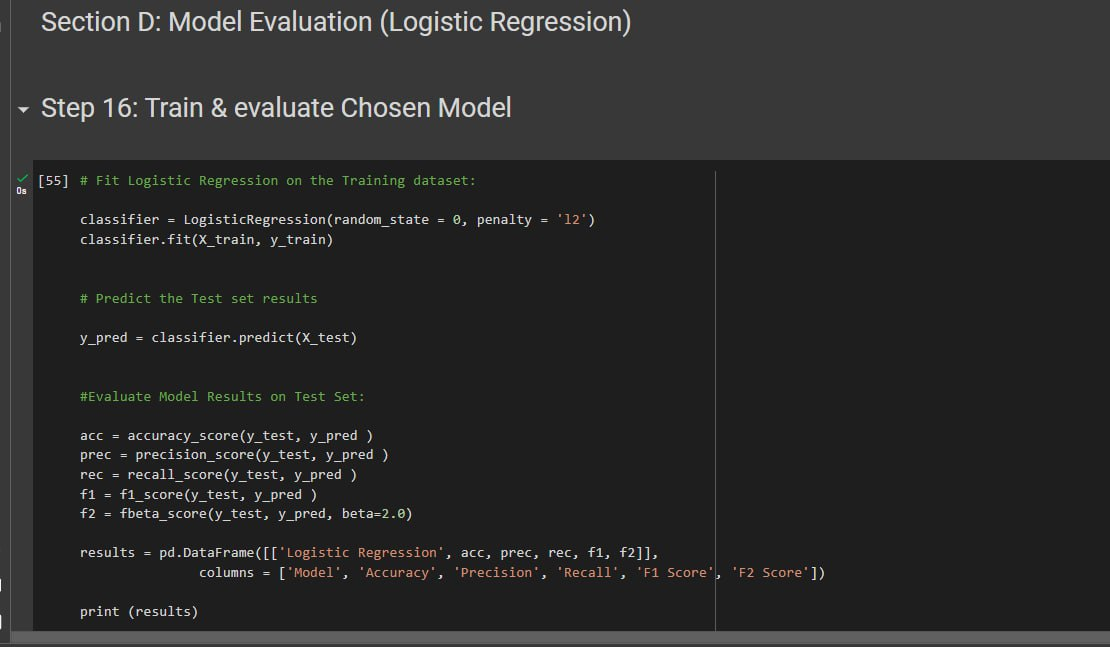 Section D: Model Evaluation (Logistic Regression)
Step 16: Train & evaluate Chosen Model
0s
[55] # Fit Logistic Regression on the Training dataset:
classifier = LogisticRegression(random_state = 0, penalty = 'l2')
classifier.fit(X_train, y_train)
# Predict the Test set results
y_pred = classifier.predict(X_test)
#Evaluate Model Results on Test Set:
acc = accuracy_score(y_test, y_pred )
prec = precision_score(y_test, y_pred )
rec = recall_score(y_test, y_pred )
f1 = f1_score(y_test, y_pred )
f2 = fbeta_score(y_test, y_pred, beta=2.0)
results = pd.DataFrame([['Logistic Regression', acc, prec, rec, f1, f2]],
columns = ['Model', 'Accuracy', 'Precision', 'Recall', 'F1 Score', 'F2 Score'])
print (results)